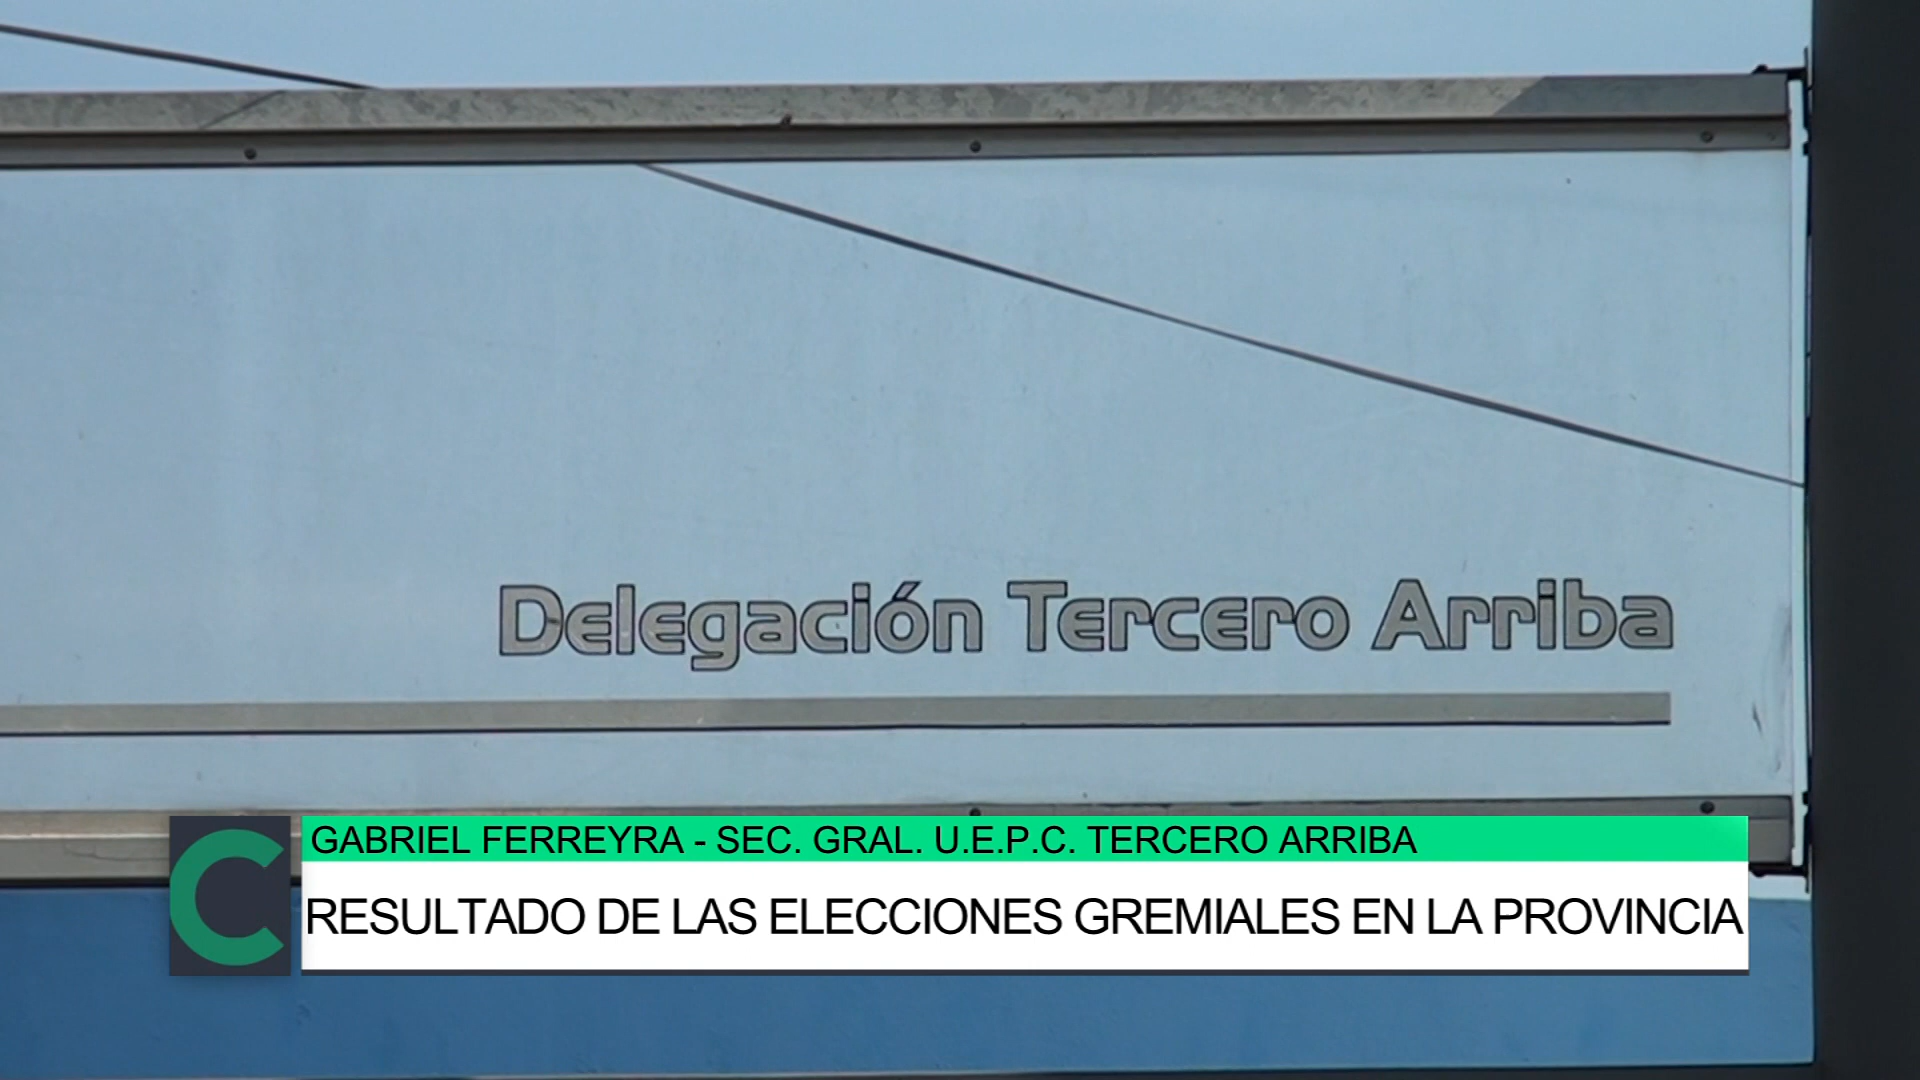 Delegación Tercero Arriba
GABRIEL FERREYRA - SEC. GRAL. U.E.P.C. TERCERO ARRIBA
C
RESULTADO DE LAS ELECCIONES GREMIALES EN LA PROVINCIA